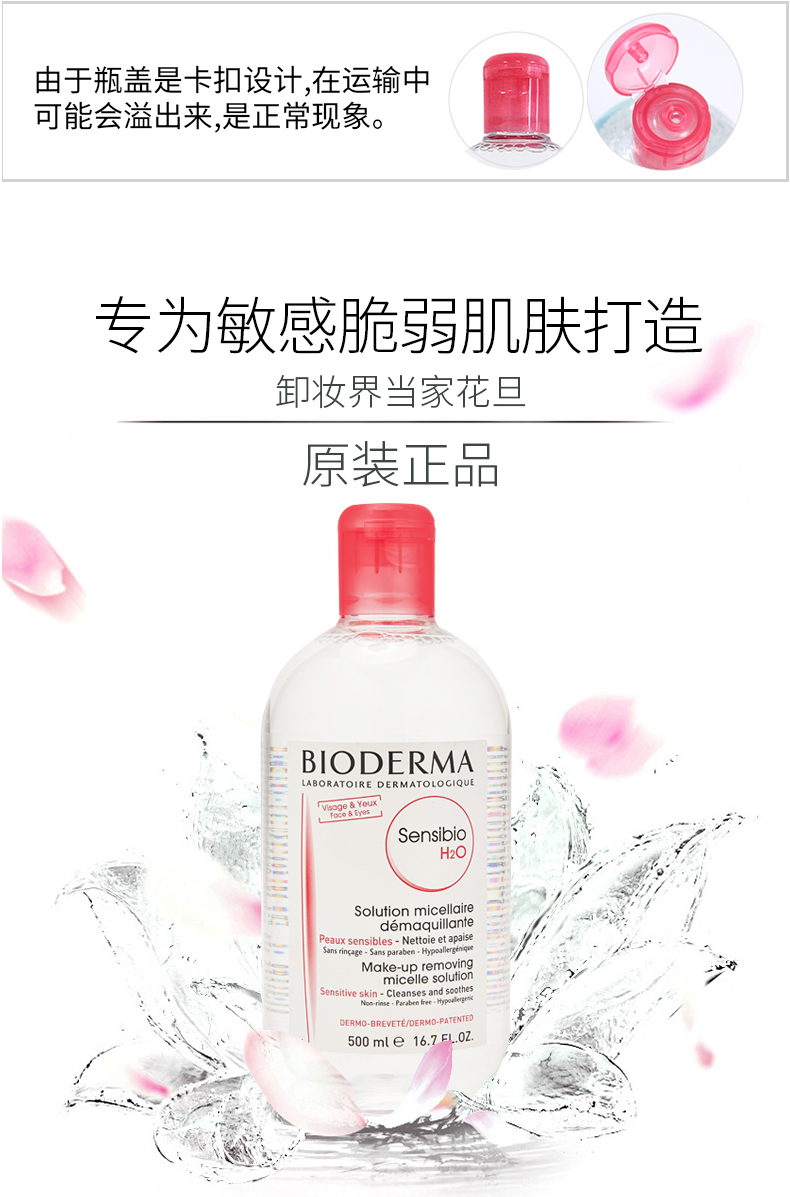 由于瓶盖是卡扣设计,在运输中
可能会溢出来,是正常现象。
专为敏感脆弱肌肤打造
卸妆界当家花旦
原装正品
BIODERMA
LABORATOIRE DERMATOLOGIQUE
Visage & Yeux
Face & Eyes
Sensibio
H2O
Solution micellaire
démaquillante
Peaux sensibles - Nettoie et apaise
Sans rinçage - Sans paraben - Hypoallergénique
Make-up removing
micelle solution
Sensitive skin - Cleanses and soothes
Non-rinse - Paraben free - Hypoallergenic
DERMO-BREVETÉ/DERMO-PATENTED
500 ml e 16.7 FL.OZ.